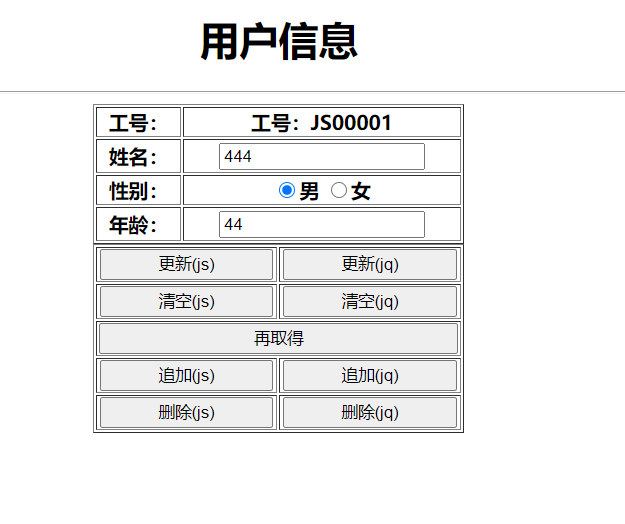 用户信息
工号： 工号：JS00001
姓名： 444
性别： 男 女
年龄： 44
更新(js) 更新(jq)
清空(js) 清空(jq)
再取得
追加(js) 追加(jq)
删除(js) 删除(jq)